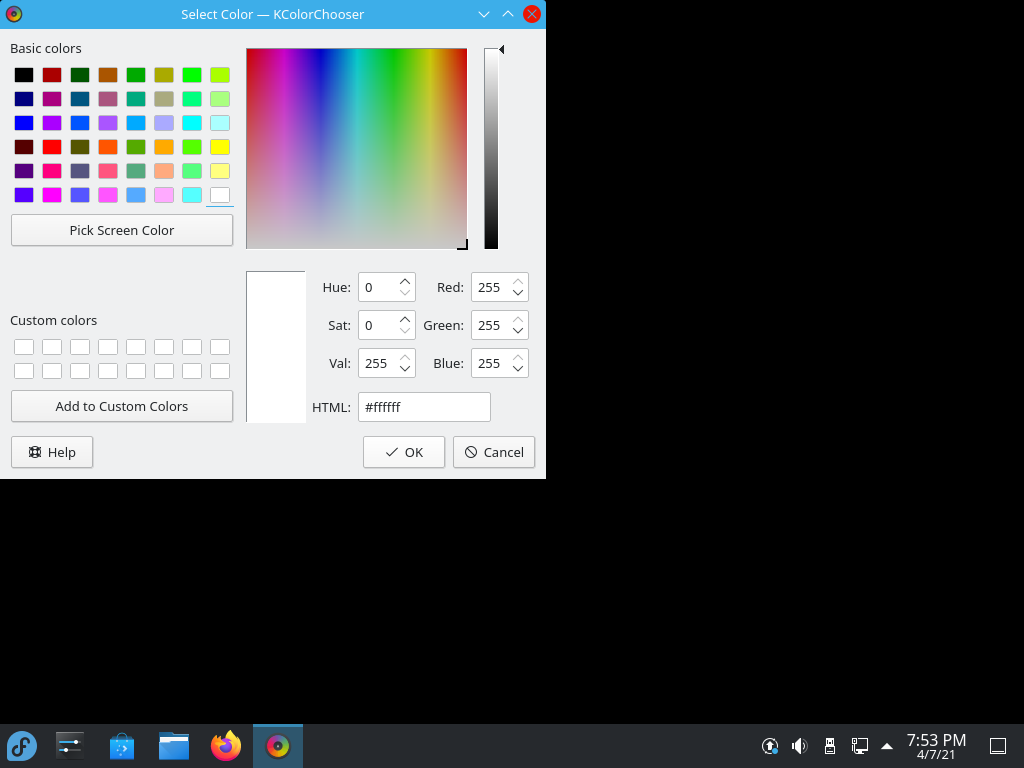 Select Color — KColorChooser
Basic colors
Pick Screen Color
Custom colors
Add to Custom Colors
Hue: 0 Red: 255
Sat: 0 Green: 255
Val: 255 Blue: 255
HTML: #ffffff
Help OK Cancel
7:53 PM
4/7/21